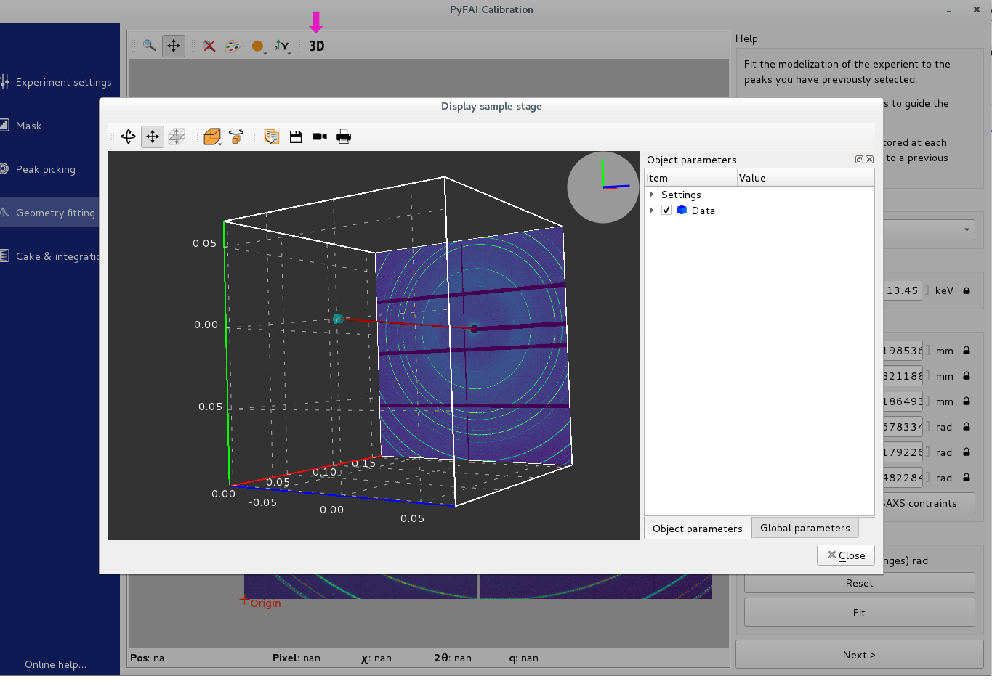 PyFAI Calibration
3D
Help
Fit the modelization of the experient to the
peaks you have previously selected.
s to guide the
tored at each
to a previous
Experiment settings
Mask
Peak picking
Geometry fitting
Cake & integratio
Online help...
Display sample stage
Object parameters
Item Value
Settings
Data
0.05
0.00
-0.05
0.15
0.10
0.05
0.00
-0.05
0.00
0.05
Object parameters Global parameters
Close
13.45 keV
198536 mm
821188 mm
186493 mm
678334 rad
179226 rad
482284 rad
SAXS contraints
nges) rad
Reset
Fit
Next >
Origin
Pos: na Pixel: nan χ: nan 2θ: nan q: nan